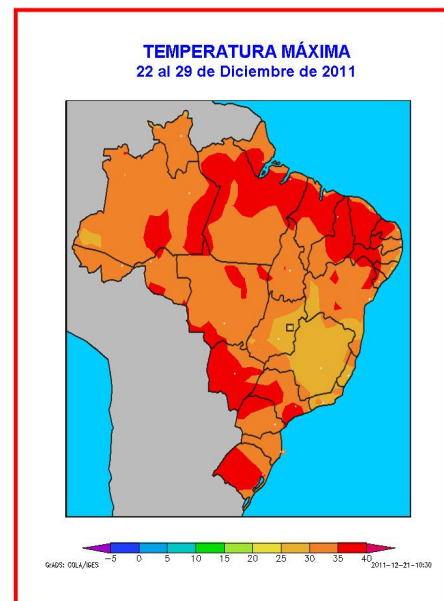 TEMPERATURA MÁXIMA
22 al 29 de Diciembre de 2011
-5 0 5 10 15 20 25 30 35 40
GrADS: COLA/IGES 2011-12-21-10:30